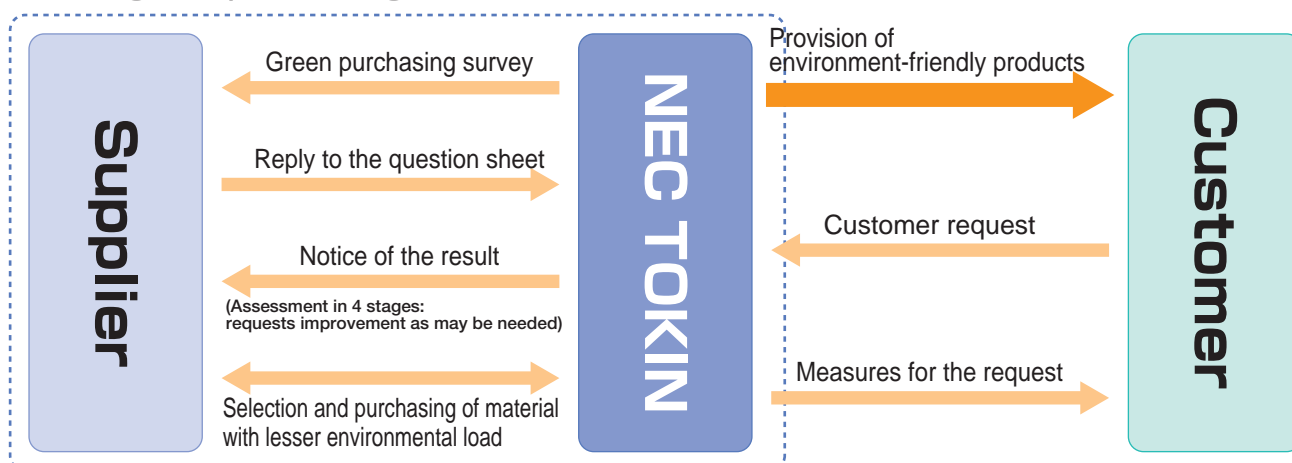 Supplier
Green purchasing survey
Reply to the question sheet
Notice of the result
(Assessment in 4 stages:
requests improvement as may be needed)
Selection and purchasing of material
with lesser environmental load
NEC TOKIN
Provision of
environment-friendly products
Customer request
Measures for the request
Customer